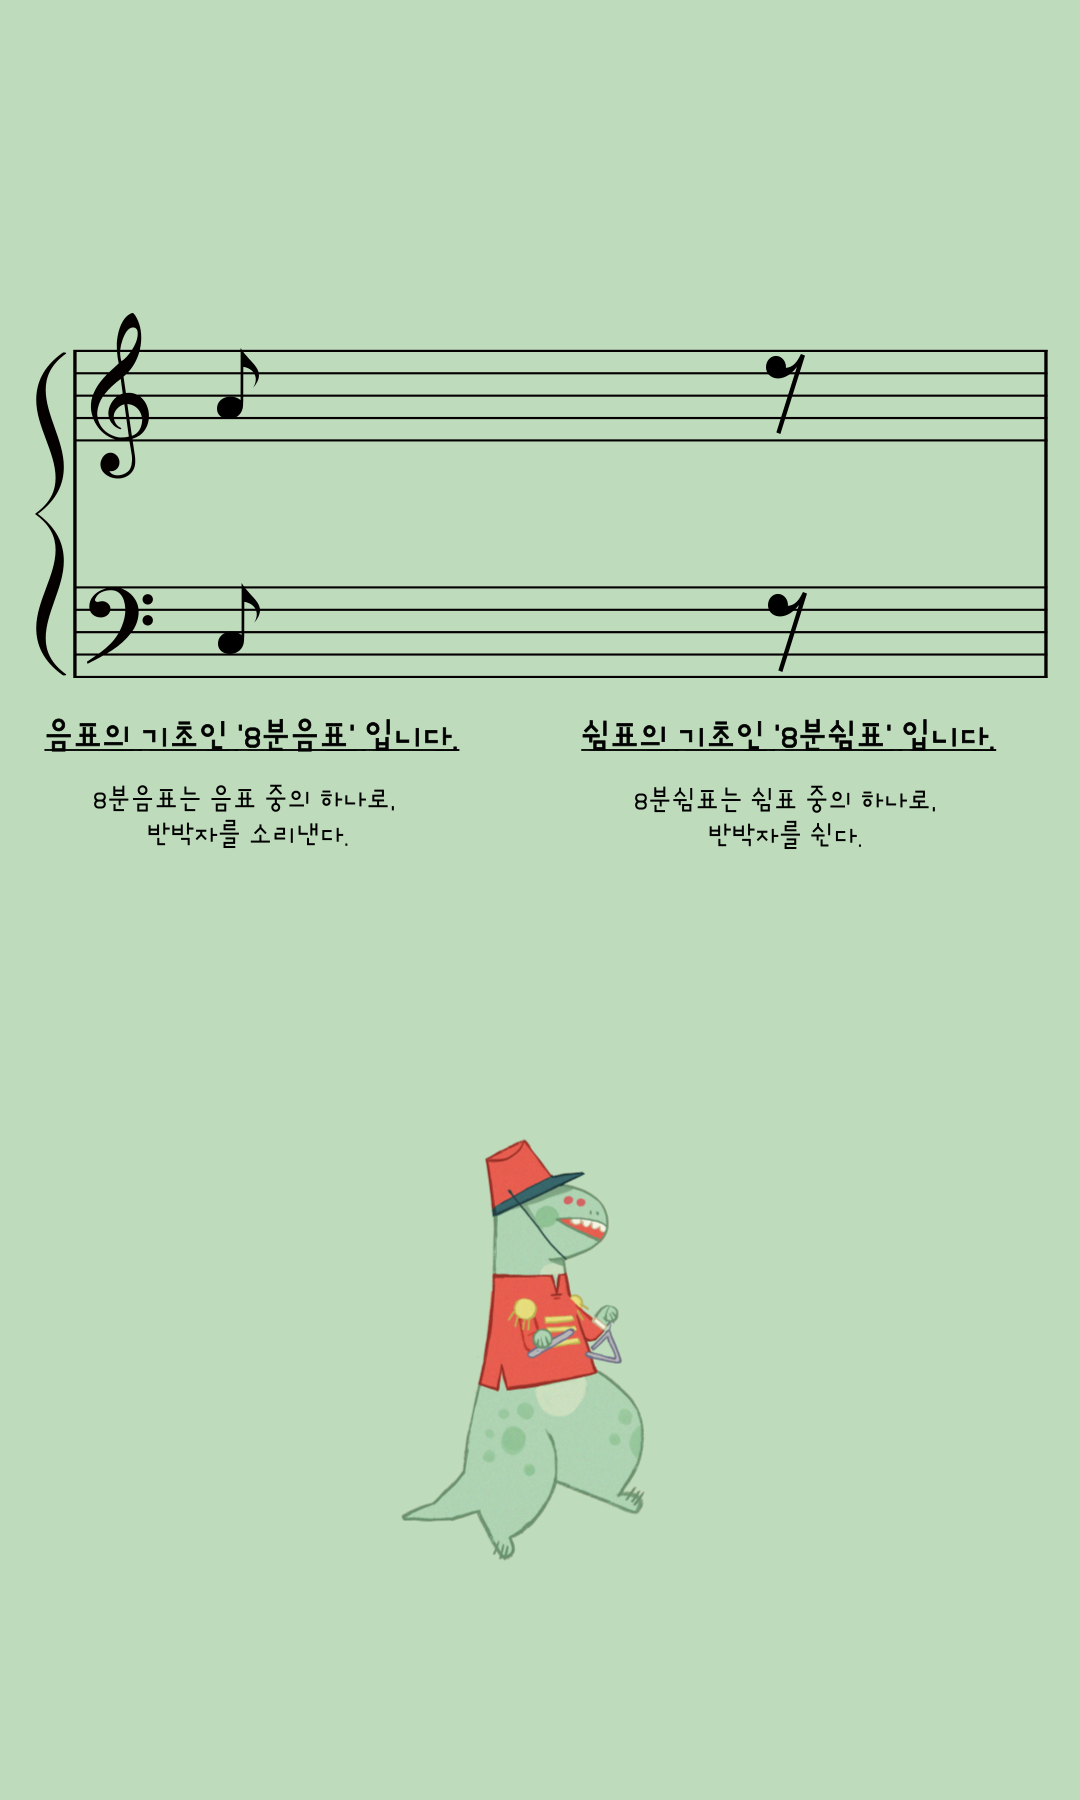 음표의 기초인 '8분음표' 입니다.
8분음표는 음표 중의 하나로,
반박자를 소리낸다.
쉼표의 기초인 '8분쉼표' 입니다.
8분쉼표는 쉼표 중의 하나로,
반박자를 쉰다.